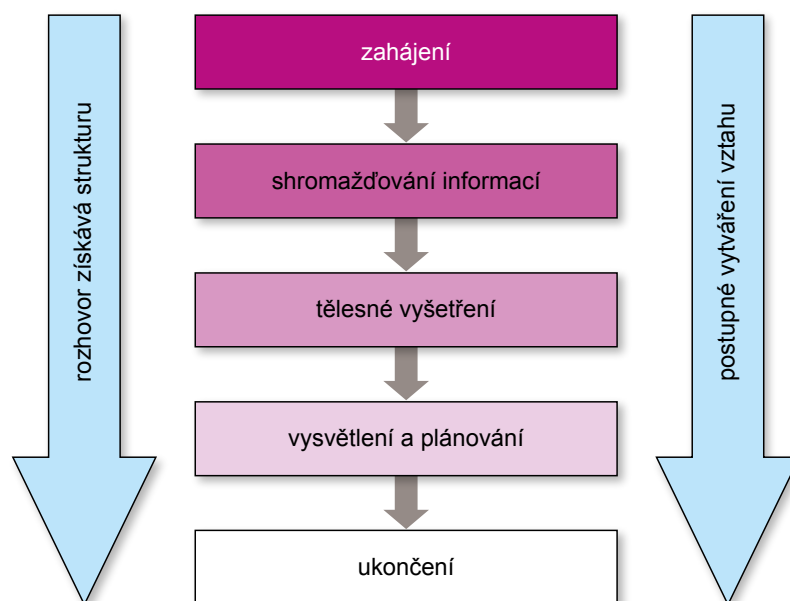 rozhovor získává strukturu
zahájení
shromažďování informací
tělesné vyšetření
vysvětlení a plánování
ukončení
postupné vytváření vztahu